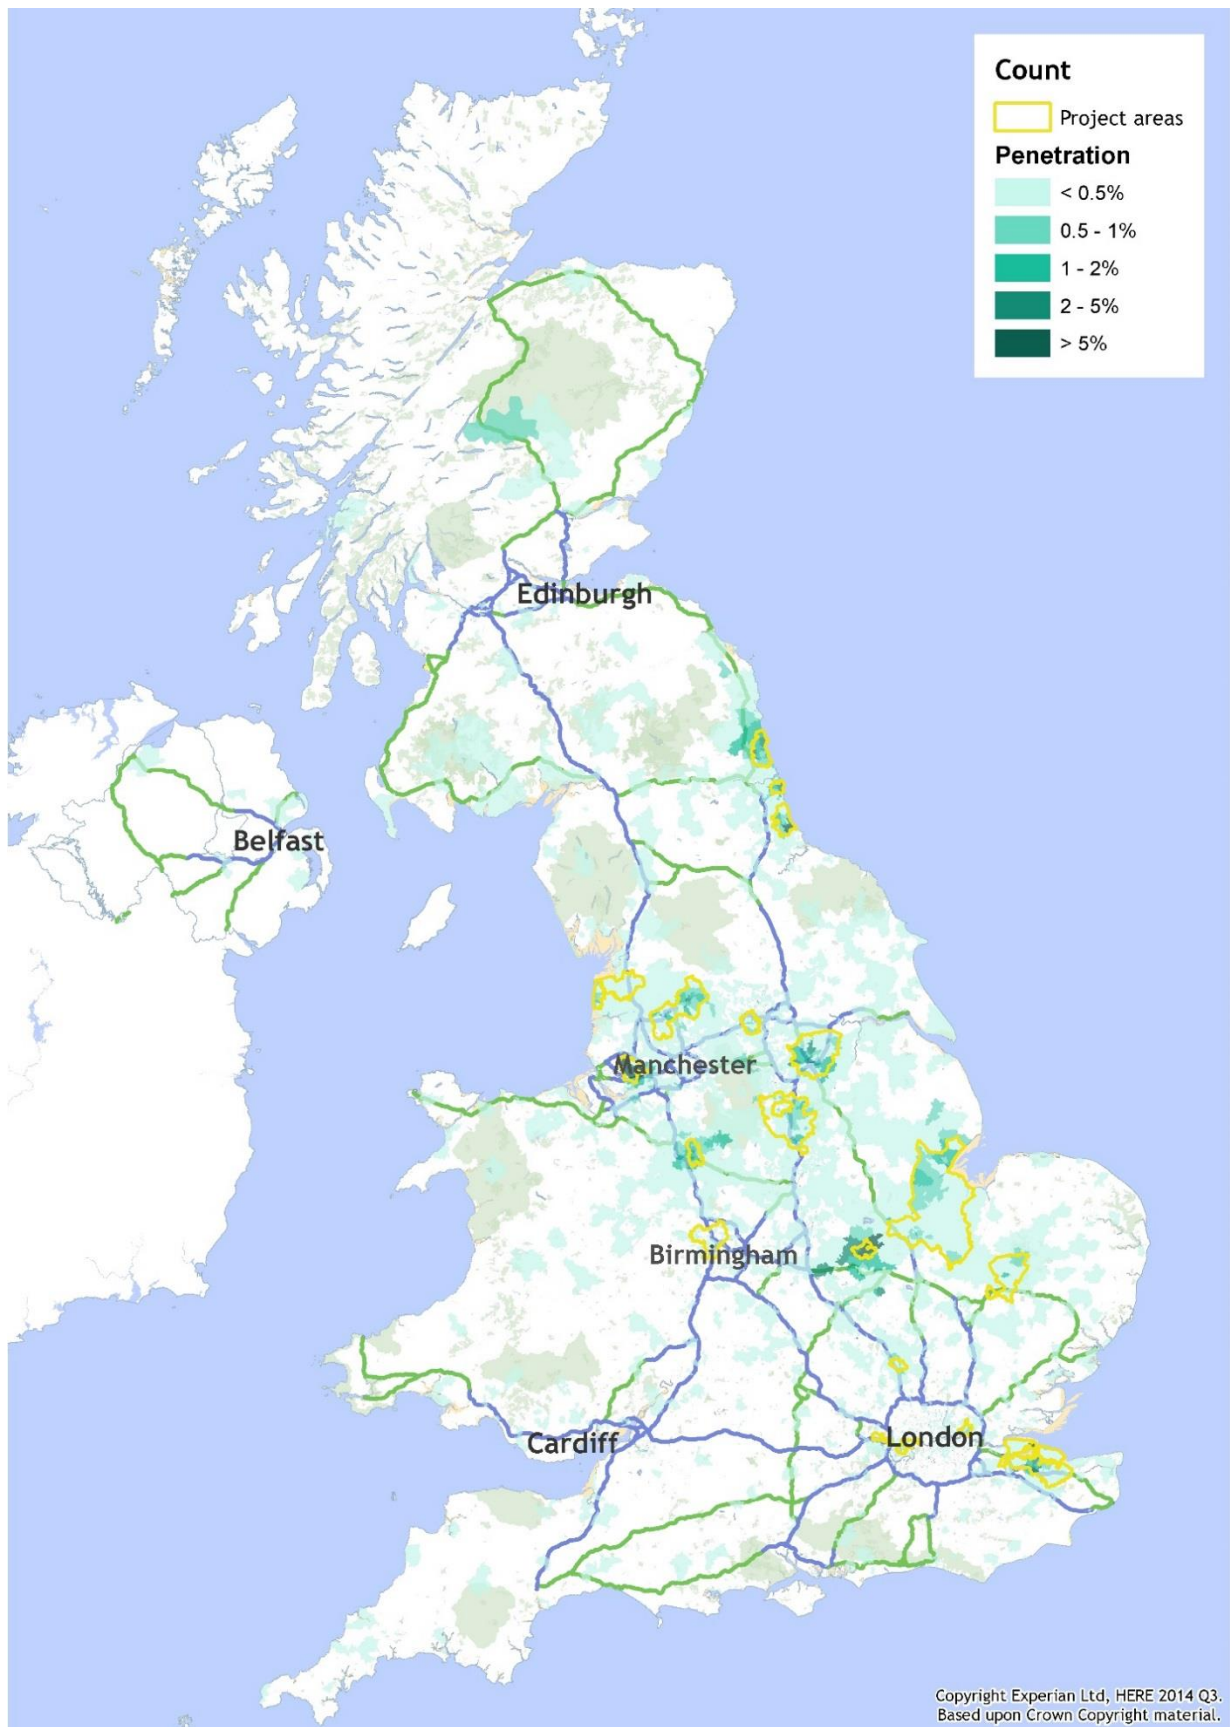 Count
Project areas
Penetration
< 0.5%
0.5 - 1%
1 - 2%
2 - 5%
> 5%
Edinburgh
Belfast
Manchester
Birmingham
Cardiff
London
Copyright Experian Ltd, HERE 2014 Q3.
Based upon Crown Copyright material.